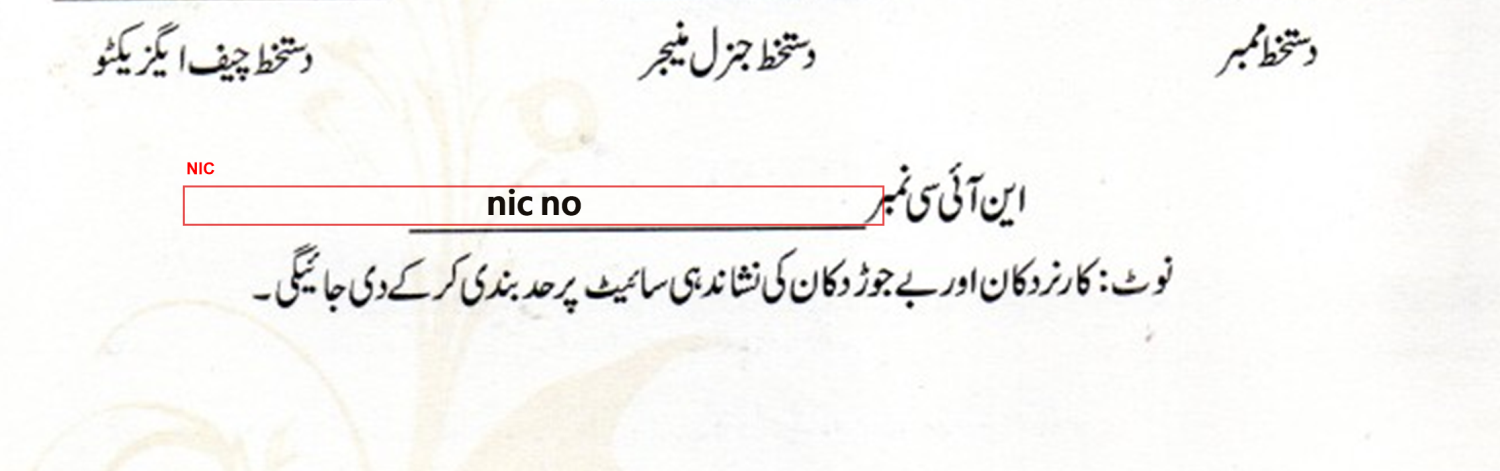 دستخط ممبر دستخط جنرل منیجر دستخط چیف ایگزیکٹو
NIC
این آئی سی نمبر nic no
نوٹ: کارنر دکان اور بے جوڑ دکان کی نشاندہی سائیٹ پر حد بندی کر کے دی جائیگی۔